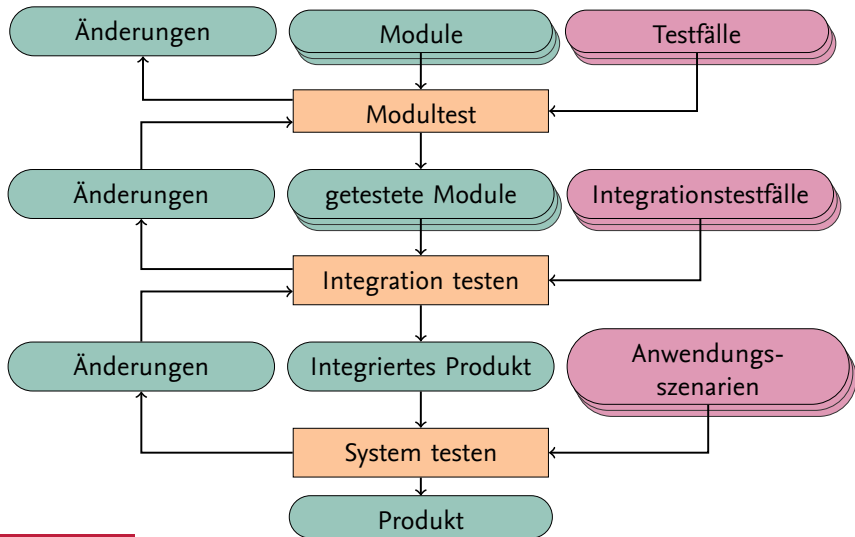 Änderungen
Module
Testfälle
Modultest
Änderungen
getestete Module
Integrationstestfälle
Integration testen
Änderungen
Integriertes Produkt
Anwendungs-
szenarien
System testen
Produkt